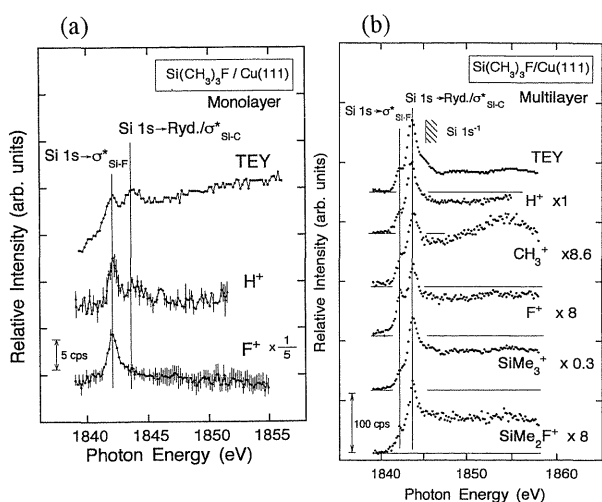 (a)
Si(CH₃)₃F / Cu(111)
Monolayer
Si 1s→Ryd./σ*Si-C
Si 1s→σ*Si-F
TEY
H⁺
F⁺ × 1/5
5 cps
Relative Intensity (arb. units)
1840 1845 1850 1855
Photon Energy (eV)
(b)
Si(CH₃)₃F/Cu(111)
Si 1s→Ryd./σ*Si-C Multilayer
Si 1s→σ*Si-F
Si 1s⁻¹
TEY
H⁺ x1
CH₃⁺ x8.6
F⁺ x 8
SiMe₃⁺ x 0.3
100 cps
SiMe₂F⁺ x 8
Relative Intensity (arb. units)
1840 1850 1860
Photon Energy (eV)